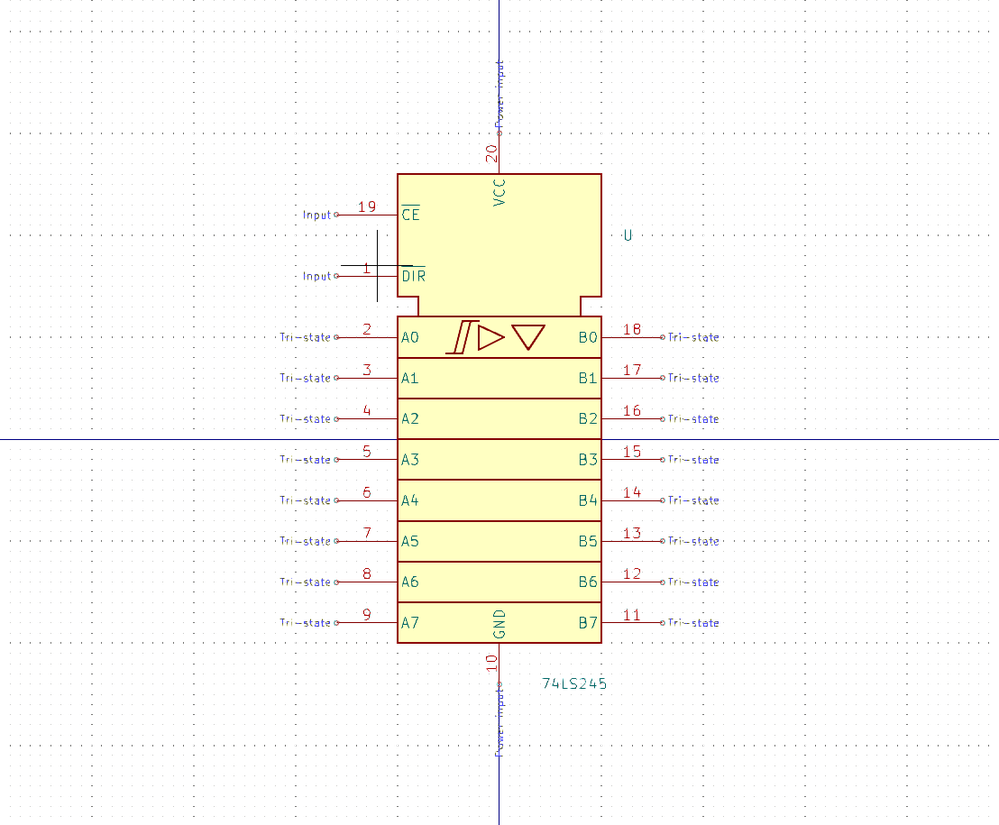 Power input
20
VCC
19
Input
CE
U
1
Input
DIR
2 18
Tri-state A0 B0 Tri-state
3 17
Tri-state A1 B1 Tri-state
4 16
Tri-state A2 B2 Tri-state
5 15
Tri-state A3 B3 Tri-state
6 14
Tri-state A4 B4 Tri-state
7 13
Tri-state A5 B5 Tri-state
8 12
Tri-state A6 B6 Tri-state
9 11
Tri-state A7 B7 Tri-state
GND
10
74LS245
Power input